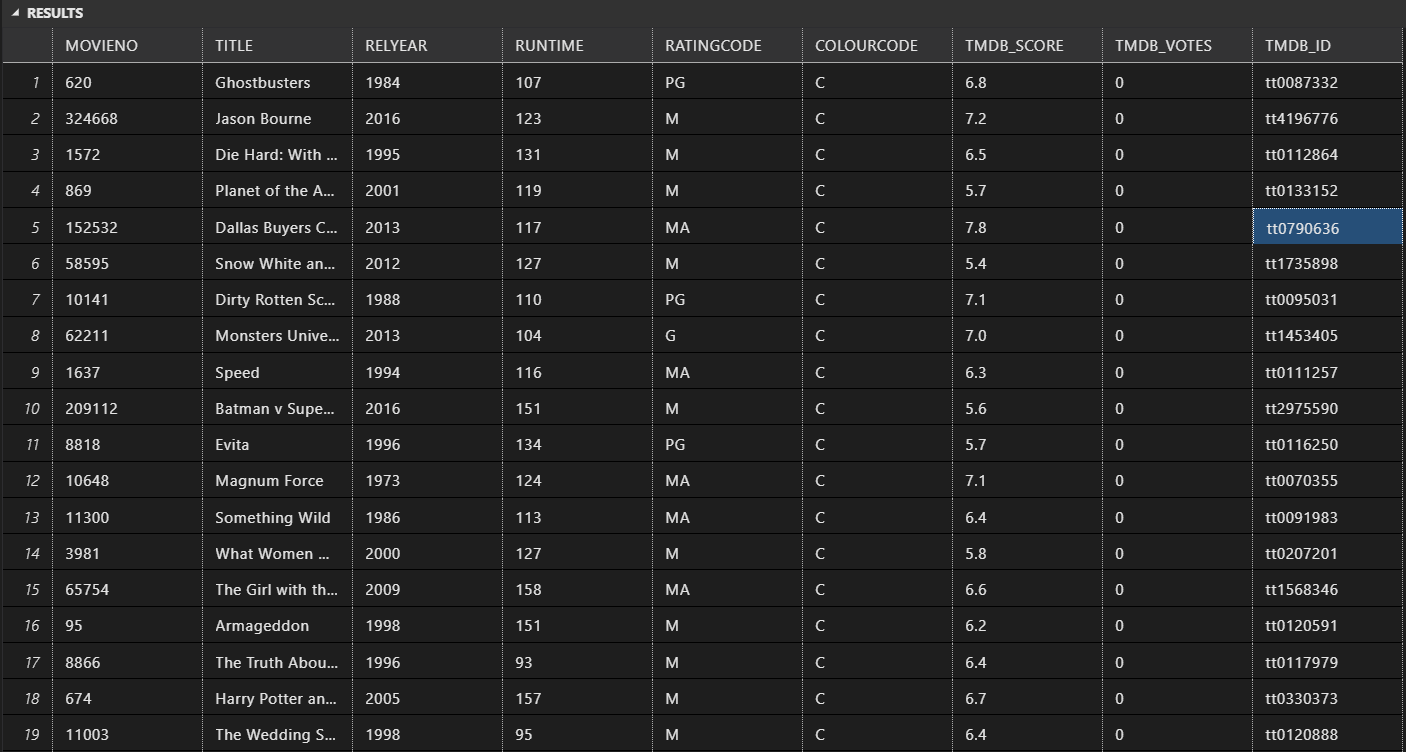 RESULTS
MOVIENO TITLE RELYEAR RUNTIME RATINGCODE COLOURCODE TMDB_SCORE TMDB_VOTES TMDB_ID
1 620 Ghostbusters 1984 107 PG C 6.8 0 tt0087332
2 324668 Jason Bourne 2016 123 M C 7.2 0 tt4196776
3 1572 Die Hard: With ... 1995 131 M C 6.5 0 tt0112864
4 869 Planet of the A... 2001 119 M C 5.7 0 tt0133152
5 152532 Dallas Buyers C... 2013 117 MA C 7.8 0 tt0790636
6 58595 Snow White an... 2012 127 M C 5.4 0 tt1735898
7 10141 Dirty Rotten Sc... 1988 110 PG C 7.1 0 tt0095031
8 62211 Monsters Unive... 2013 104 G C 7.0 0 tt1453405
9 1637 Speed 1994 116 MA C 6.3 0 tt0111257
10 209112 Batman v Supe... 2016 151 M C 5.6 0 tt2975590
11 8818 Evita 1996 134 PG C 5.7 0 tt0116250
12 10648 Magnum Force 1973 124 MA C 7.1 0 tt0070355
13 11300 Something Wild 1986 113 MA C 6.4 0 tt0091983
14 3981 What Women ... 2000 127 M C 5.8 0 tt0207201
15 65754 The Girl with th... 2009 158 MA C 6.6 0 tt1568346
16 95 Armageddon 1998 151 M C 6.2 0 tt0120591
17 8866 The Truth Abou... 1996 93 M C 6.4 0 tt0117979
18 674 Harry Potter an... 2005 157 M C 6.7 0 tt0330373
19 11003 The Wedding S... 1998 95 M C 6.4 0 tt0120888